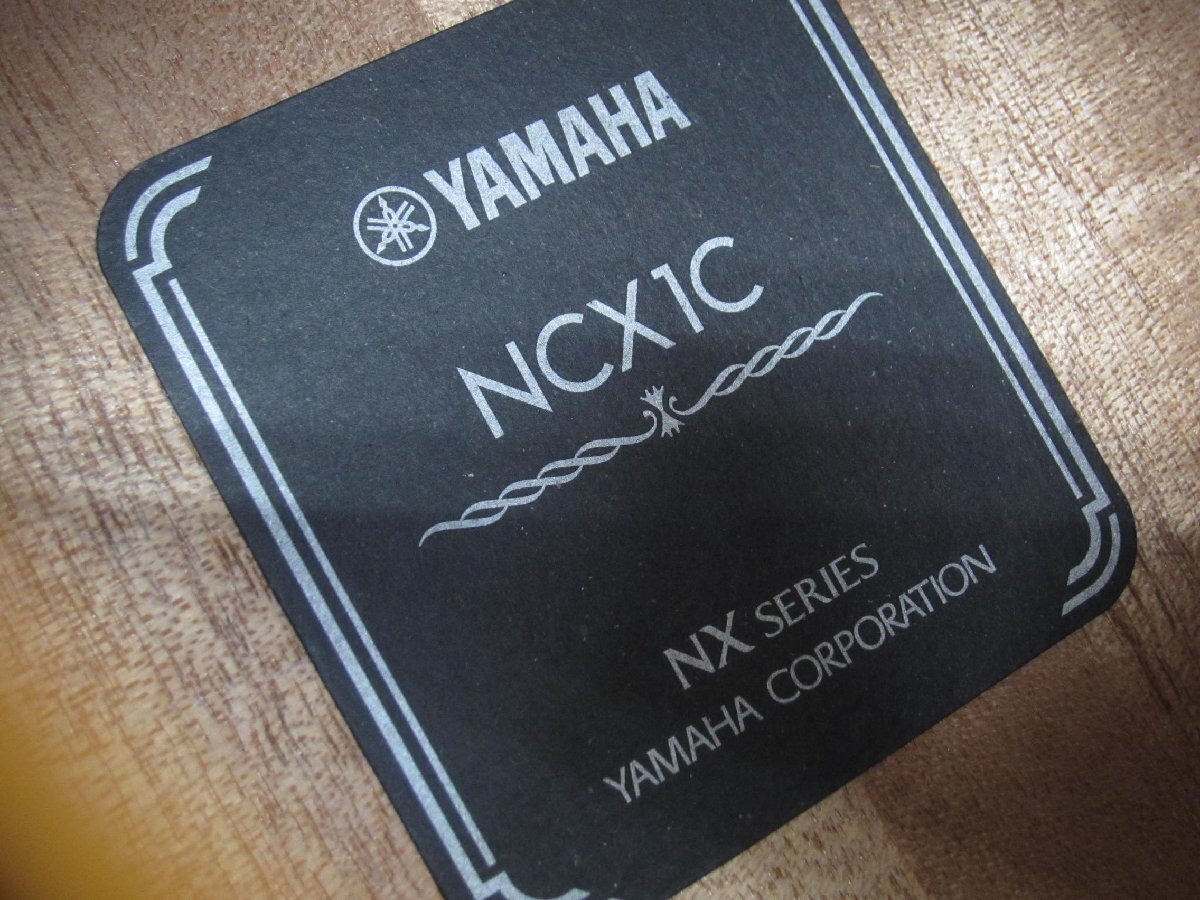 YAMAHA
NCX1C
NX SERIES
YAMAHA CORPORATION